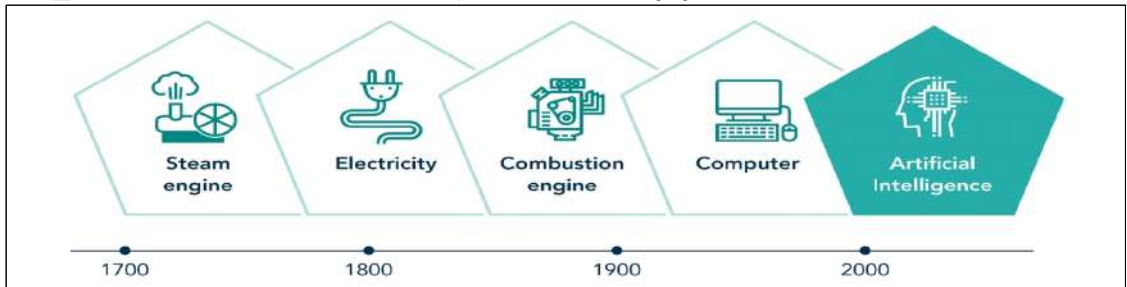 Steam
engine
Electricity
Combustion
engine
Computer
Artificial
Intelligence
1700
1800
1900
2000